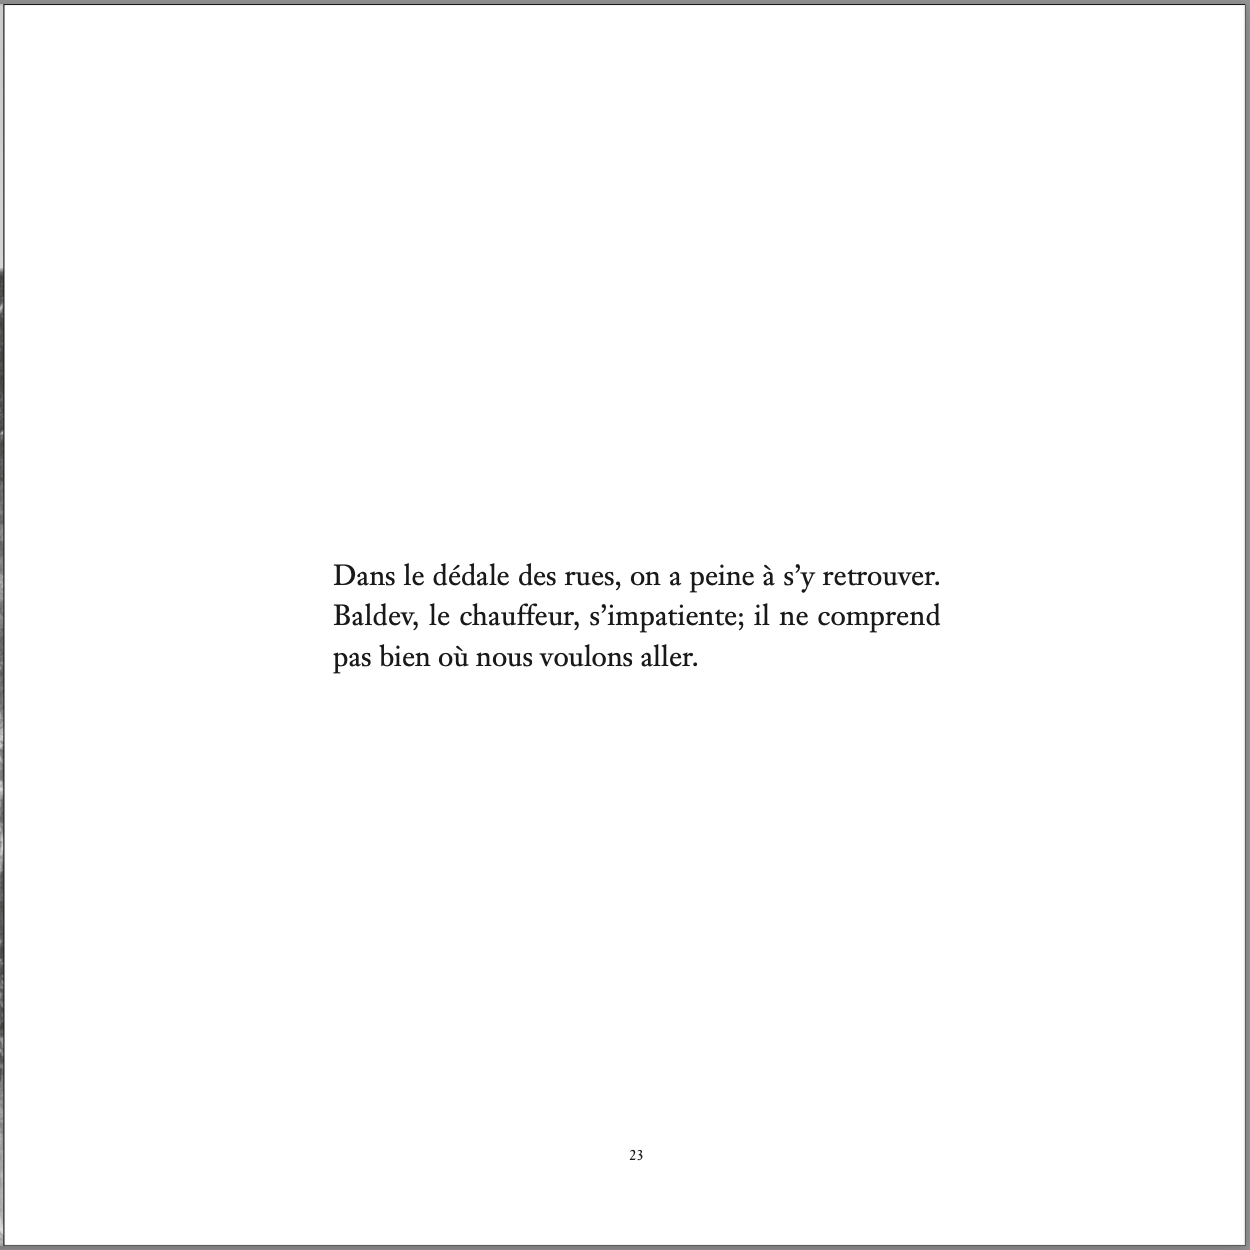 Dans le dédale des rues, on a peine à s’y retrouver.
Baldev, le chauffeur, s’impatiente; il ne comprend
pas bien où nous voulons aller.
23